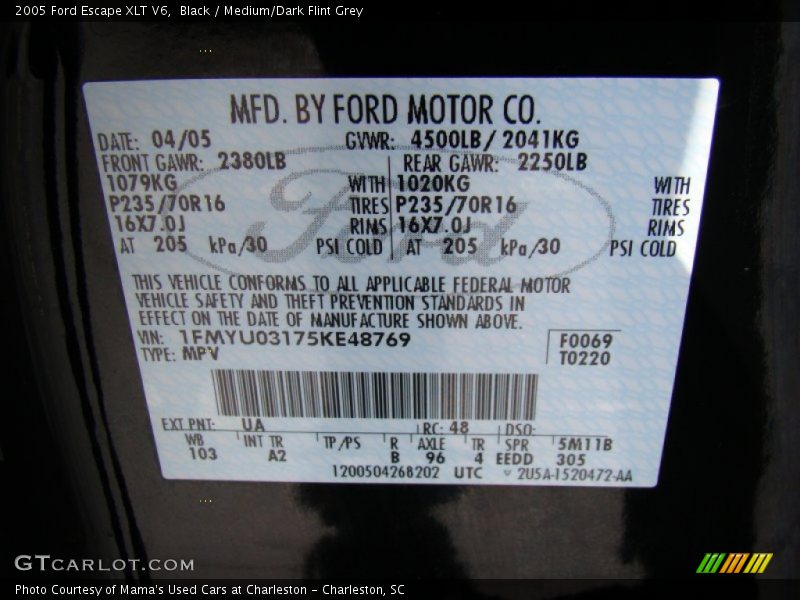 2005 Ford Escape XLT V6,  Black / Medium/Dark Flint Grey
MFD. BY FORD MOTOR CO.
DATE: 04/05 GVWR: 4500LB / 2041KG
FRONT GAWR: 2380LB REAR GAWR: 2250LB
1079KG WITH 1020KG WITH
P235/70R16 TIRES P235/70R16 TIRES
16X7.0J RIMS 16X7.0J RIMS
AT 205 kPa/30 PSI COLD AT 205 kPa/30 PSI COLD
Ford
THIS VEHICLE CONFORMS TO ALL APPLICABLE FEDERAL MOTOR
VEHICLE SAFETY AND THEFT PREVENTION STANDARDS IN
EFFECT ON THE DATE OF MANUFACTURE SHOWN ABOVE.
VIN: 1FMYU03175KE48769 F0069
TYPE: MPV T0220
EXT PNT: UA RC: 48 DSO:
WB INT TR TP/PS R AXLE TR SPR 5M11B
103 A2 B 96 4 EEDD 305
1200504268202 UTC 2U5A-1520472-AA
GTCARLOT.COM
Photo Courtesy of Mama's Used Cars at Charleston - Charleston, SC